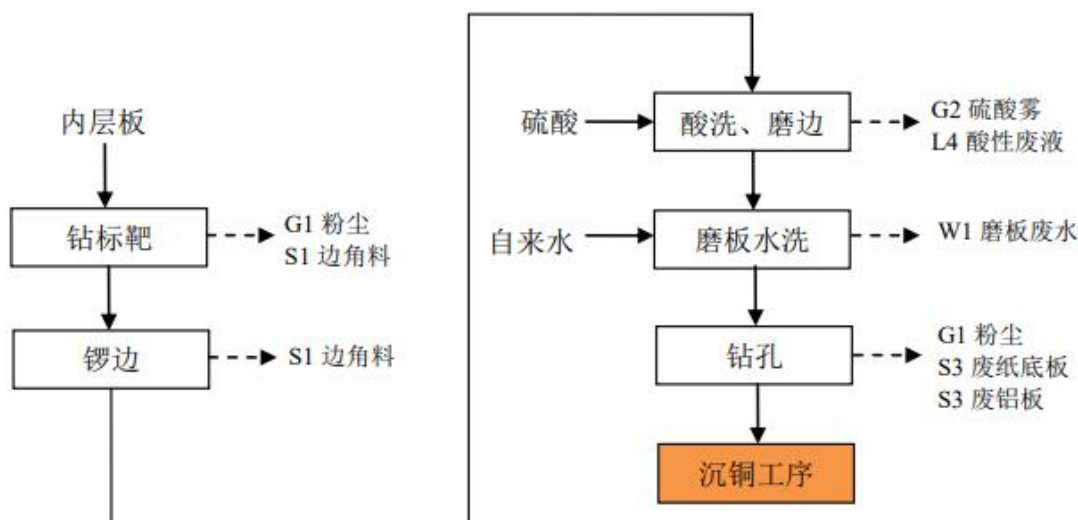 内层板
钻标靶
G1 粉尘
S1 边角料
锣边
S1 边角料
硫酸
酸洗、磨边
G2 硫酸雾
L4 酸性废液
自来水
磨板水洗
W1 磨板废水
钻孔
G1 粉尘
S3 废纸底板
S3 废铝板
沉铜工序